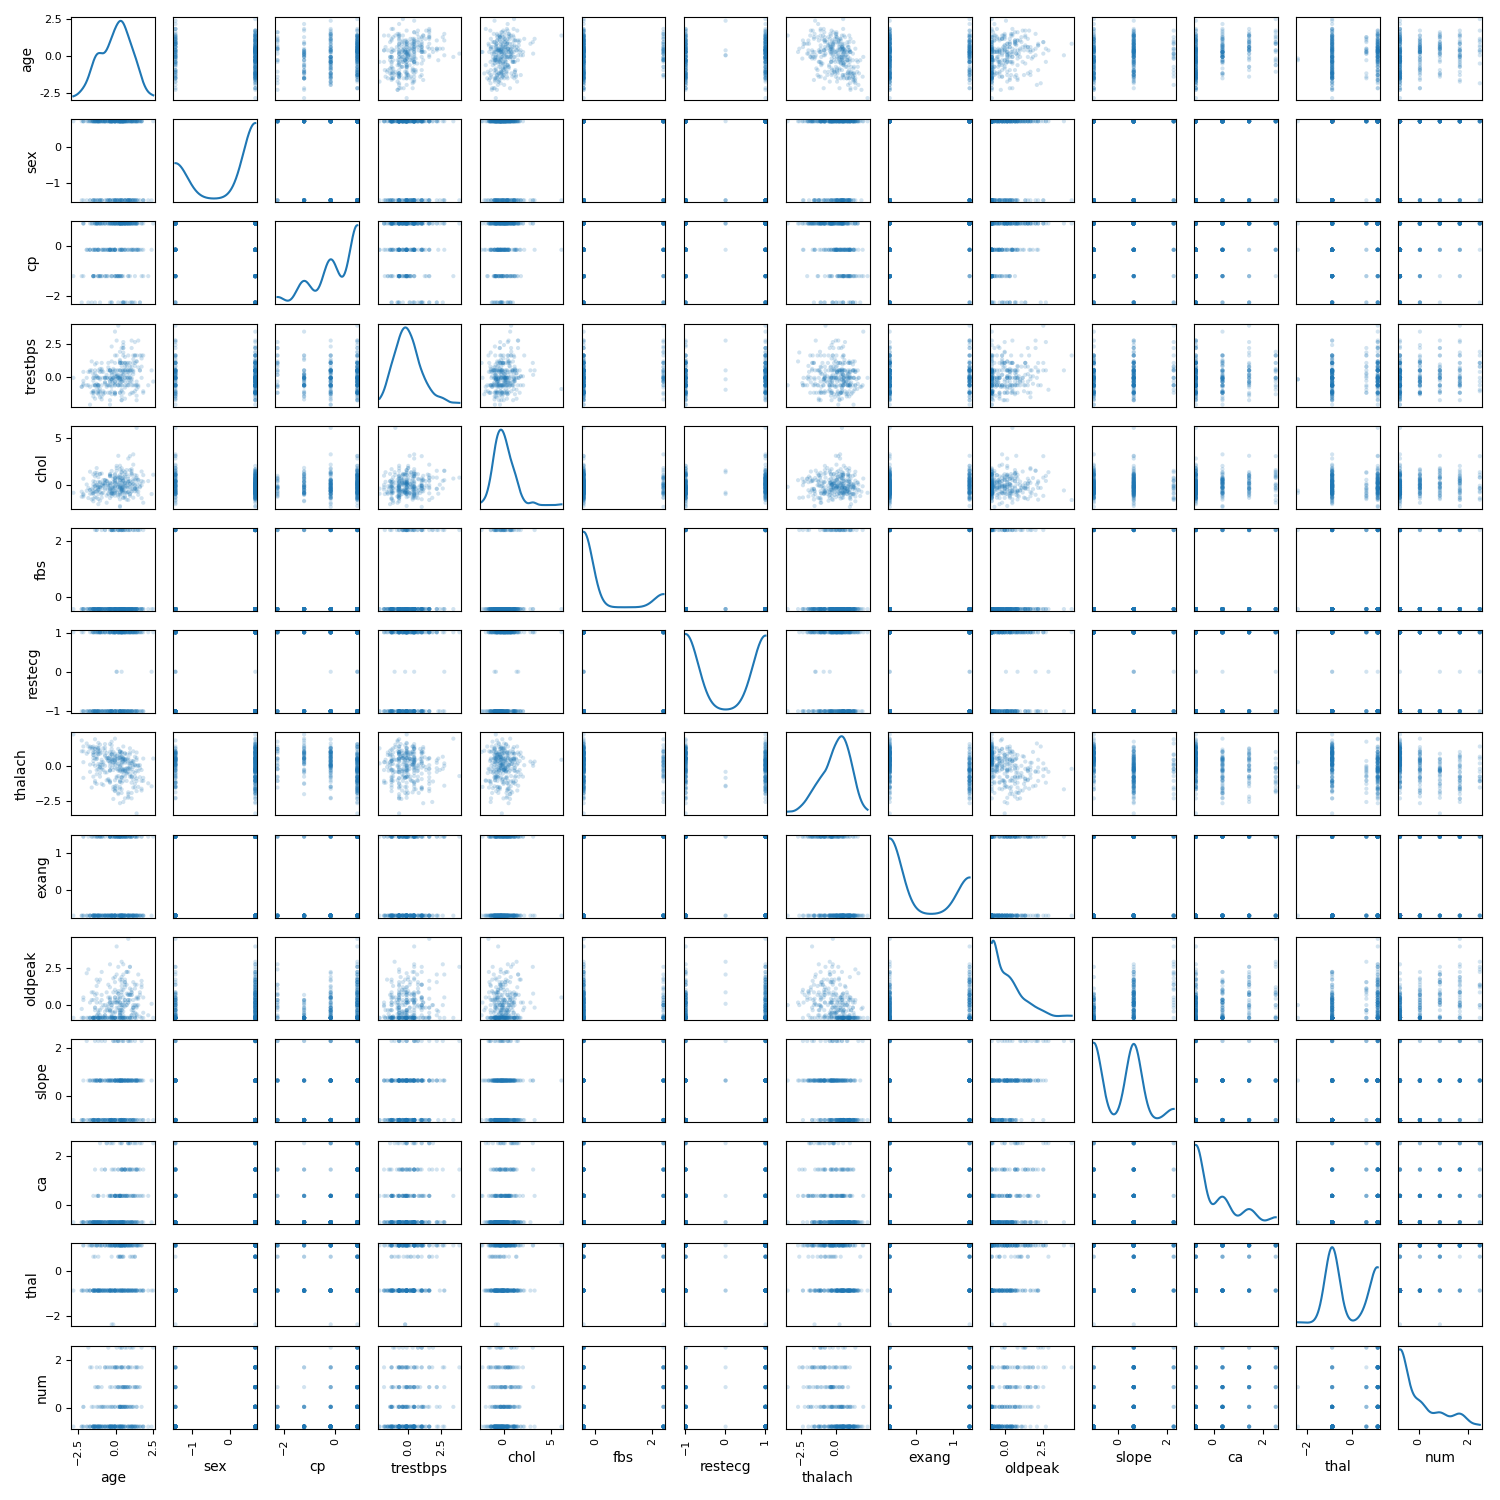 age
2.5
0.0
−2.5
sex
0
−1
cp
0
−2
trestbps
2.5
0.0
chol
5
0
fbs
2
0
restecg
1
0
−1
thalach
0.0
−2.5
exang
1
0
oldpeak
2.5
0.0
slope
2
0
ca
2
0
thal
0
−2
num
2
0
−2.5 0.0 2.5 −1 0 −2 0 0.0 2.5 0 5 0 2 −1 0 1 −2.5 0.0 0 1 0.0 2.5 0 2 0 2 −2 0 0 2
age sex cp trestbps chol fbs restecg thalach exang oldpeak slope ca thal num